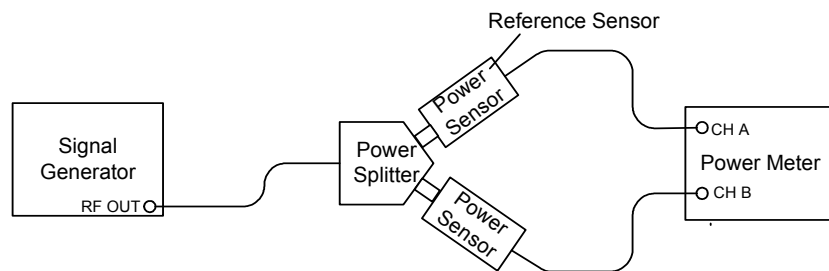 Reference Sensor
Power
Sensor
Signal
Generator
RF OUT
Power
Splitter
CH A
Power Meter
CH B
Power
Sensor